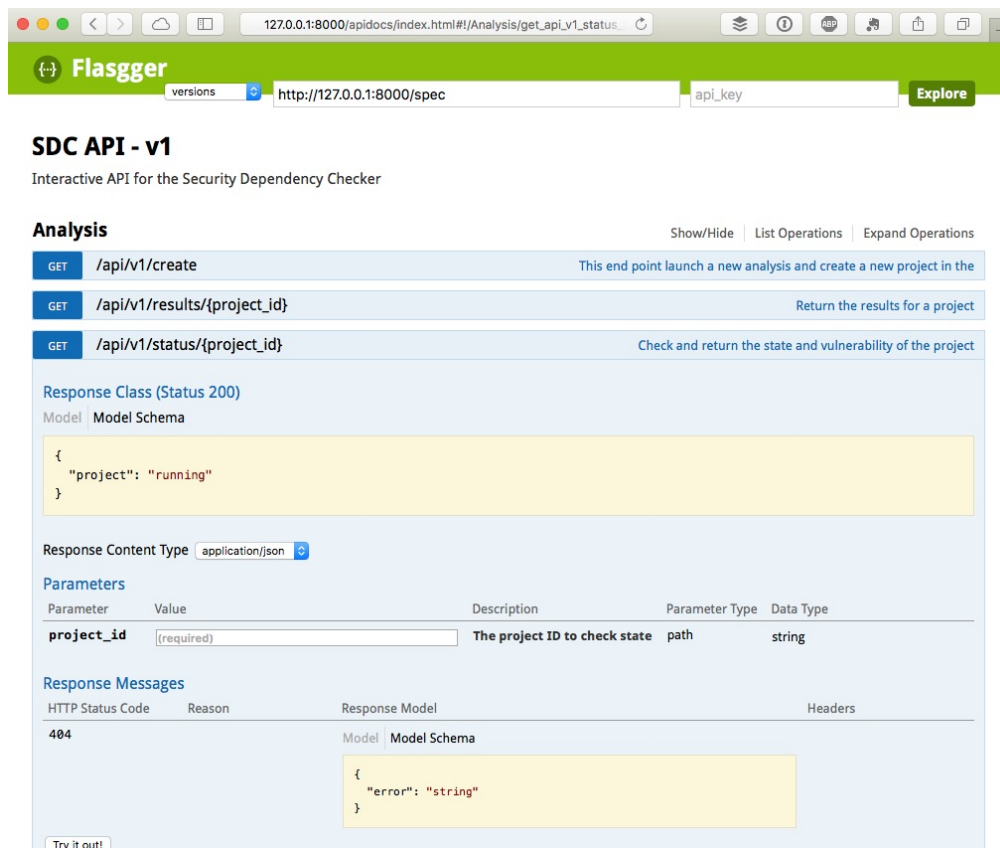 127.0.0.1:8000/apidocs/index.html#!/Analysis/get_api_v1_status_
ABP
{··} Flasgger
versions http://127.0.0.1:8000/spec api_key Explore
SDC API - v1
Interactive API for the Security Dependency Checker
Analysis Show/Hide List Operations Expand Operations
GET /api/v1/create This end point launch a new analysis and create a new project in the
GET /api/v1/results/{project_id} Return the results for a project
GET /api/v1/status/{project_id} Check and return the state and vulnerability of the project
Response Class (Status 200)
Model Model Schema
{
"project": "running"
}
Response Content Type application/json
Parameters
Parameter Value Description Parameter Type Data Type
project_id (required) The project ID to check state path string
Response Messages
HTTP Status Code Reason Response Model Headers
404 Model Model Schema
{
"error": "string"
}
Try it out!